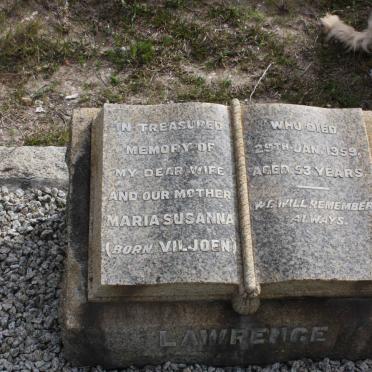 IN TREASURED
MEMORY OF
MY DEAR WIFE
AND OUR MOTHER
MARIA SUSANNA
(BORN VILJOEN)
WHO DIED
29TH JAN. 1959,
AGED 53 YEARS
WE WILL REMEMBER
ALWAYS.
LAWRENCE